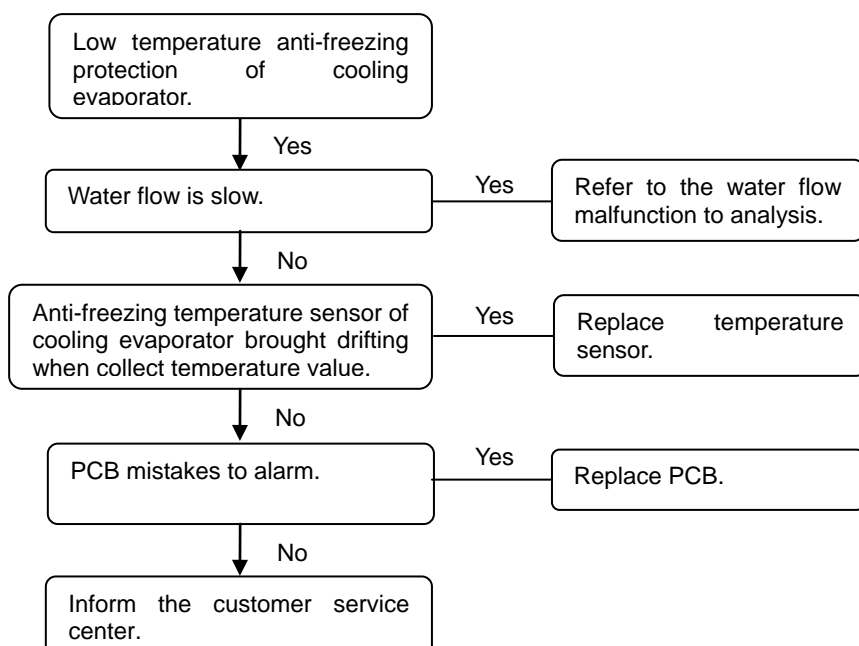 Low temperature anti-freezing
protection of cooling
evaporator.
Yes
Water flow is slow.
Yes
Refer to the water flow
malfunction to analysis.
No
Anti-freezing temperature sensor of
cooling evaporator brought drifting
when collect temperature value.
Yes
Replace temperature
sensor.
No
PCB mistakes to alarm.
Yes
Replace PCB.
No
Inform the customer service
center.